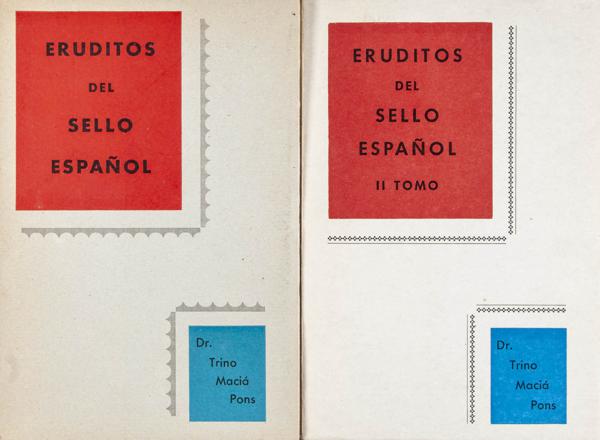 ERUDITOS
DEL
SELLO
ESPAÑOL
Dr.
Trino
Maciá
Pons
ERUDITOS
DEL
SELLO
ESPAÑOL
II TOMO
Dr.
Trino
Maciá
Pons